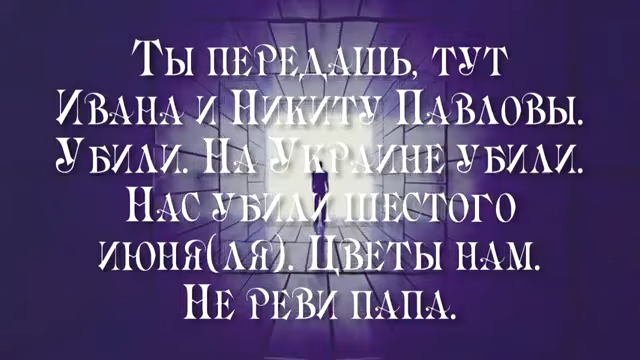 Ты передашь, тут
Ивана и Никиту Павловы.
Убили. На Украине убили.
Нас убили шестого
июня(ля). Цветы нам.
Не реви папа.